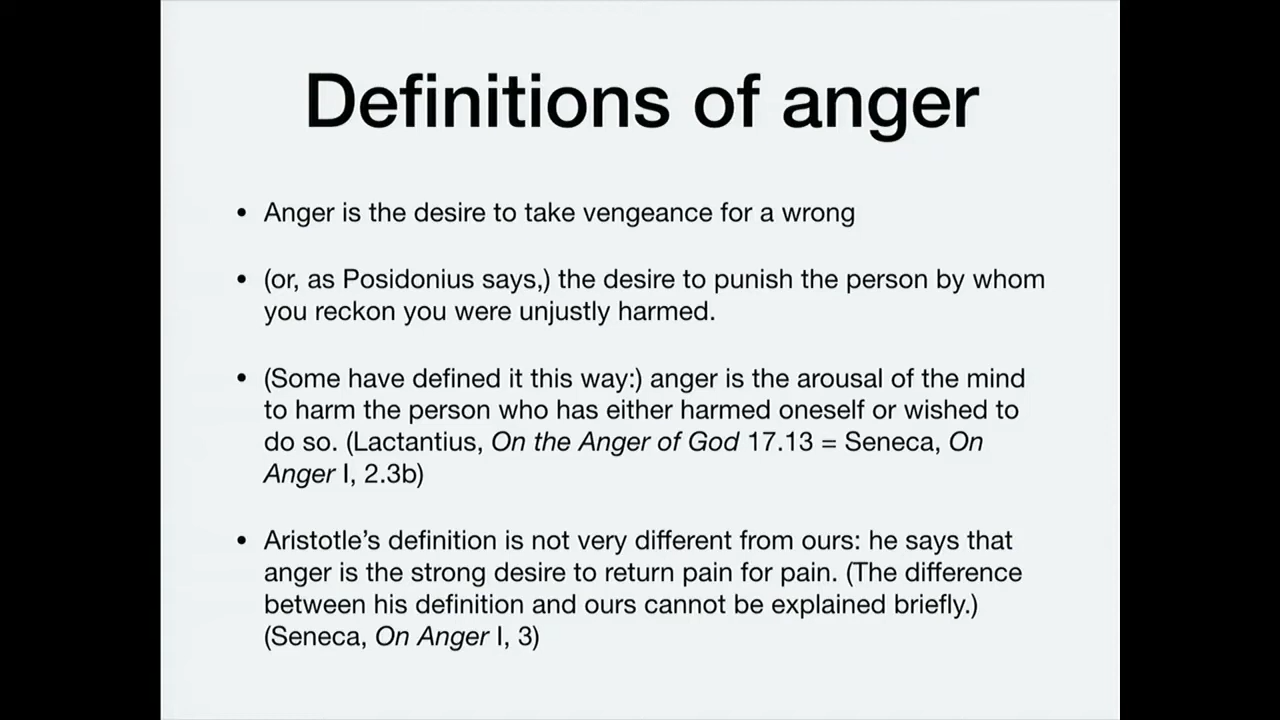 Definitions of anger
• Anger is the desire to take vengeance for a wrong
• (or, as Posidonius says,) the desire to punish the person by whom
you reckon you were unjustly harmed.
• (Some have defined it this way:) anger is the arousal of the mind
to harm the person who has either harmed oneself or wished to
do so. (Lactantius, On the Anger of God 17.13 = Seneca, On
Anger I, 2.3b)
• Aristotle’s definition is not very different from ours: he says that
anger is the strong desire to return pain for pain. (The difference
between his definition and ours cannot be explained briefly.)
(Seneca, On Anger I, 3)